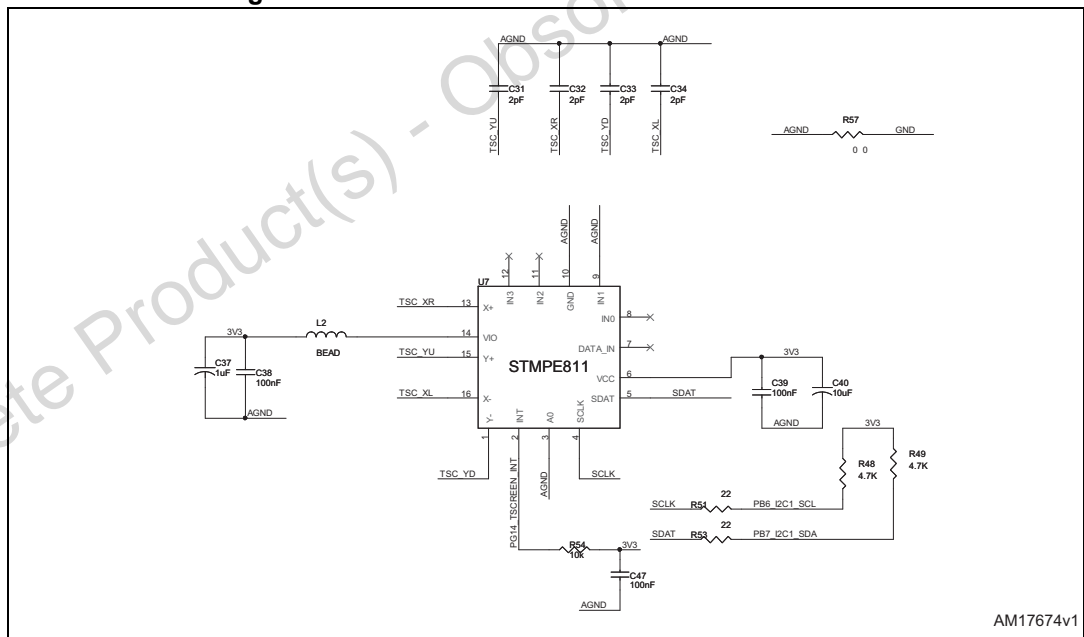 AGND AGND
C31 2pF
C32 2pF
C33 2pF
C34 2pF
TSC_YU
TSC_XR
TSC_YD
TSC_XL
R57
AGND GND
0 0
AGND
AGND
U7
12
11
10
9
IN3
IN2
GND
IN1
TSC_XR 13 X+
IN0 8
3V3
L2
BEAD
14 VIO
DATA_IN 7
TSC_YU 15 Y+
STMPE811
VCC 6
3V3
C37
1uF
C38
100nF
C39
100nF
C40
10uF
TSC_XL 16 X-
SDAT 5 SDAT
AGND
AGND
Y-
INT
A0
SCLK
1
2
3
4
3V3
R48
4.7K
R49
4.7K
TSC_YD
PG14_TSCREEN_INT
AGND
SCLK
SCLK R51 22 PB6_I2C1_SCL
SDAT R53 22 PB7_I2C1_SDA
R54
10k
3V3
C47
100nF
AGND
AM17674v1
ete Product(s) - Obso